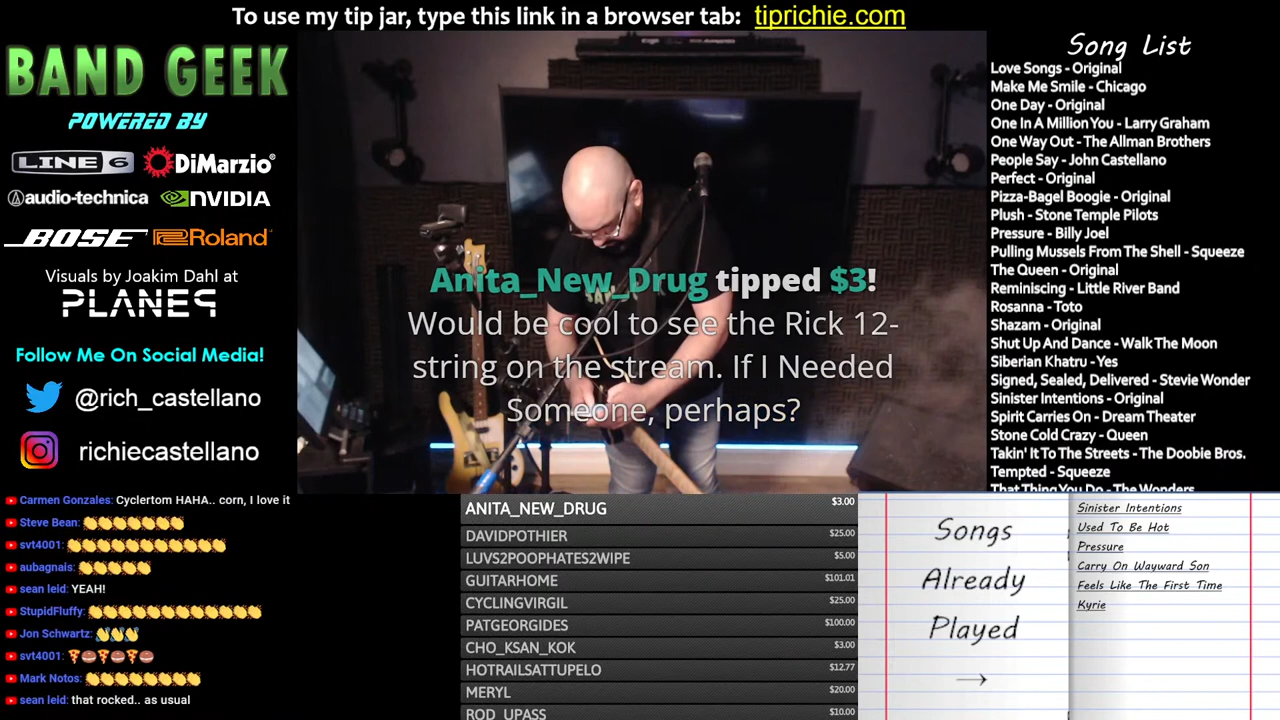 To use my tip jar, type this link in a browser tab: tiprichie.com
BAND GEEK
POWERED BY
LINE 6
DiMarzio
audio-technica
NVIDIA
BOSE
Roland
Visuals by Joakim Dahl at
PLANE9
Follow Me On Social Media!
@rich_castellano
richiecastellano
Anita_New_Drug tipped $3!
Would be cool to see the Rick 12-
string on the stream. If I Needed
Someone, perhaps?
Song List
Love Songs - Original
Make Me Smile - Chicago
One Day - Original
One In A Million You - Larry Graham
One Way Out - The Allman Brothers
People Say - John Castellano
Perfect - Original
Pizza-Bagel Boogie - Original
Plush - Stone Temple Pilots
Pressure - Billy Joel
Pulling Mussels From The Shell - Squeeze
The Queen - Original
Reminiscing - Little River Band
Rosanna - Toto
Shazam - Original
Shut Up And Dance - Walk The Moon
Siberian Khatru - Yes
Signed, Sealed, Delivered - Stevie Wonder
Sinister Intentions - Original
Spirit Carries On - Dream Theater
Stone Cold Crazy - Queen
Takin' It To The Streets - The Doobie Bros.
Tempted - Squeeze
That Thing You Do - The Wonders
Carmen Gonzales: Cyclertom HAHA.. corn, I love it
Steve Bean: 👏👏👏👏👏👏👏
svt4001: 👏👏👏👏👏👏👏👏👏👏👏
aubagnais: 👏👏👏👏👏
sean leid: YEAH!
StupidFluffy: 👏👏👏👏👏👏👏👏👏👏👏👏
Jon Schwartz: 👏👏👏
svt4001: 🍕🍔🍕🍔🍕🍔
Mark Notos: 👏👏👏👏👏👏👏👏
sean leid: that rocked.. as usual
ANITA_NEW_DRUG $3.00
DAVIDPOTHIER $25.00
LUVS2POOPHATES2WIPE $5.00
GUITARHOME $101.01
CYCLINGVIRGIL $25.00
PATGEORGIDES $100.00
CHO_KSAN_KOK $3.00
HOTRAILSATTUPELO $12.77
MERYL $20.00
ROD_UPASS $10.00
Songs
Already
Played
→
Sinister Intentions
Used To Be Hot
Pressure
Carry On Wayward Son
Feels Like The First Time
Kyrie